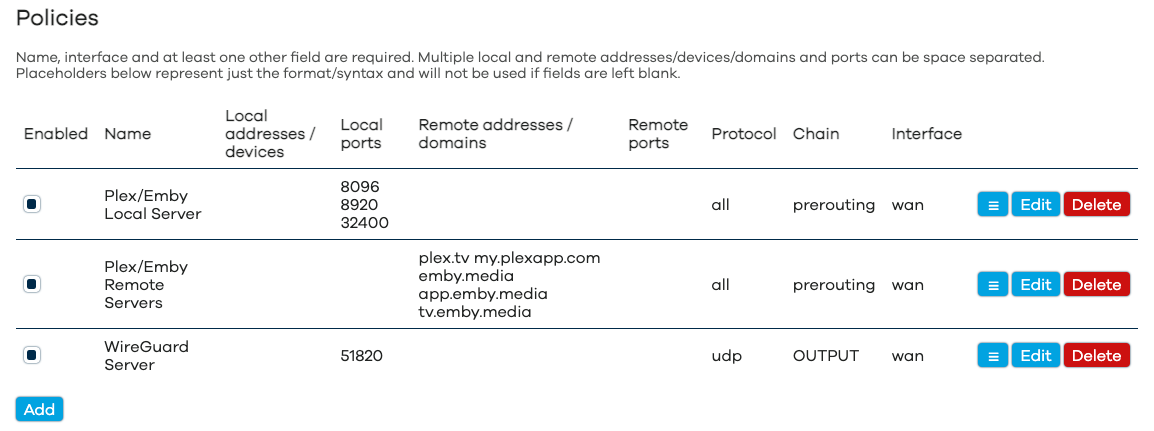 Policies
Name, interface and at least one other field are required. Multiple local and remote addresses/devices/domains and ports can be space separated.
Placeholders below represent just the format/syntax and will not be used if fields are left blank.
Enabled
Name
Local
addresses /
devices
Local
ports
Remote addresses /
domains
Remote
ports
Protocol
Chain
Interface
Plex/Emby
Local Server
8096
8920
32400
all
prerouting
wan
≡
Edit
Delete
Plex/Emby
Remote
Servers
plex.tv my.plexapp.com
emby.media
app.emby.media
tv.emby.media
all
prerouting
wan
≡
Edit
Delete
WireGuard
Server
51820
udp
OUTPUT
wan
≡
Edit
Delete
Add